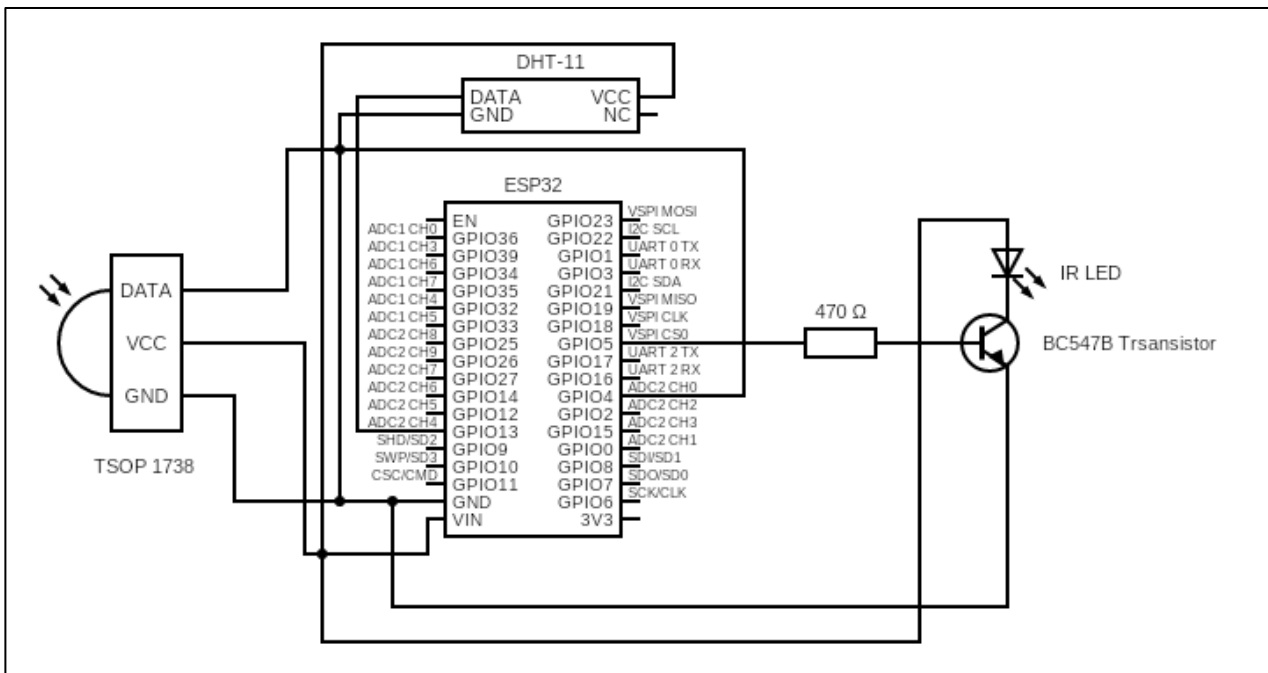 DHT-11
DATA VCC
GND NC
ESP32
EN GPIO23 VSPI MOSI
ADC1 CH0 GPIO36 GPIO22 I2C SCL
ADC1 CH3 GPIO39 GPIO1 UART 0 TX
ADC1 CH6 GPIO34 GPIO3 UART 0 RX
ADC1 CH7 GPIO35 GPIO21 I2C SDA
ADC1 CH4 GPIO32 GPIO19 VSPI MISO
ADC1 CH5 GPIO33 GPIO18 VSPI CLK
ADC2 CH8 GPIO25 GPIO5 VSPI CS0
ADC2 CH9 GPIO26 GPIO17 UART 2 TX
ADC2 CH7 GPIO27 GPIO16 UART 2 RX
ADC2 CH6 GPIO14 GPIO4 ADC2 CH0
ADC2 CH5 GPIO12 GPIO2 ADC2 CH2
ADC2 CH4 GPIO13 GPIO15 ADC2 CH3
SHD/SD2 GPIO9 GPIO0 ADC2 CH1
SWP/SD3 GPIO10 GPIO8 SDI/SD1
CSC/CMD GPIO11 GPIO7 SDO/SD0
GND GPIO6 SCK/CLK
VIN 3V3
DATA
VCC
GND
TSOP 1738
470 Ω
IR LED
BC547B Trsansistor